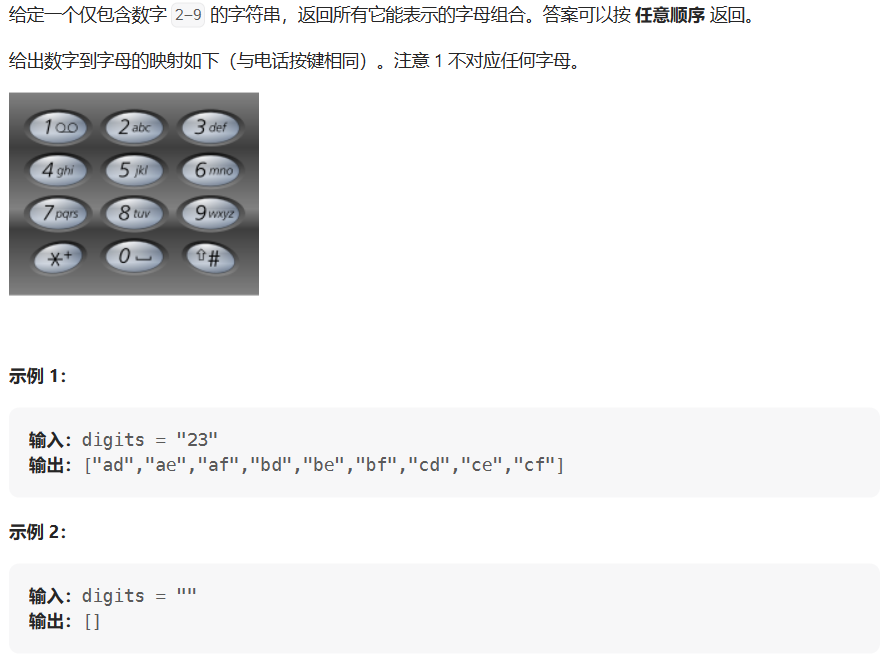 给定一个仅包含数字 2-9 的字符串，返回所有它能表示的字母组合。答案可以按 任意顺序 返回。
给出数字到字母的映射如下（与电话按键相同）。注意 1 不对应任何字母。
1 2 abc 3 def
4 ghi 5 jkl 6 mno
7 pqrs 8 tuv 9 wxyz
*+ 0 #
示例 1：
输入：digits = "23"
输出：["ad","ae","af","bd","be","bf","cd","ce","cf"]
示例 2：
输入：digits = ""
输出：[]